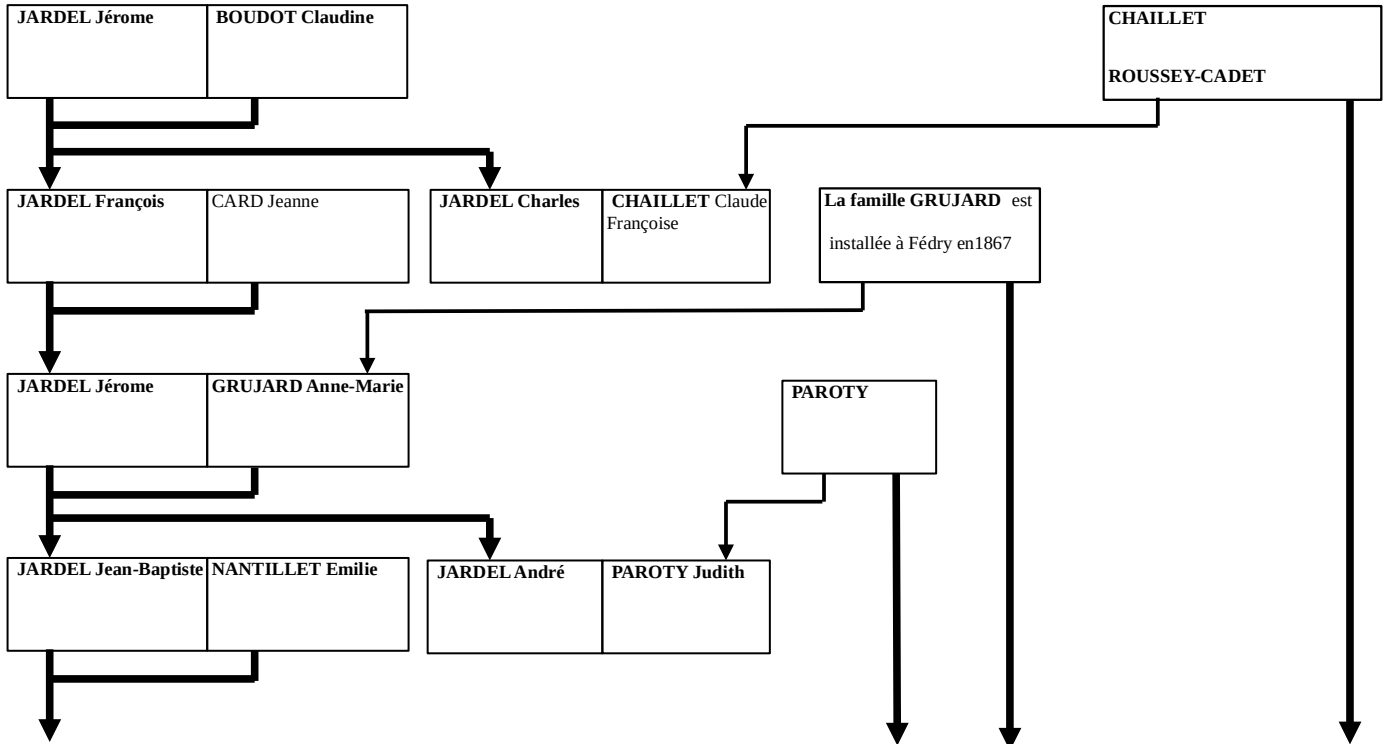 JARDEL Jérome
BOUDOT Claudine
CHAILLET
ROUSSEY-CADET
JARDEL François
CARD Jeanne
JARDEL Charles
CHAILLET Claude
Françoise
La famille GRUJARD est
installée à Fédry en1867
JARDEL Jérome
GRUJARD Anne-Marie
PAROTY
JARDEL Jean-Baptiste
NANTILLET Emilie
JARDEL André
PAROTY Judith